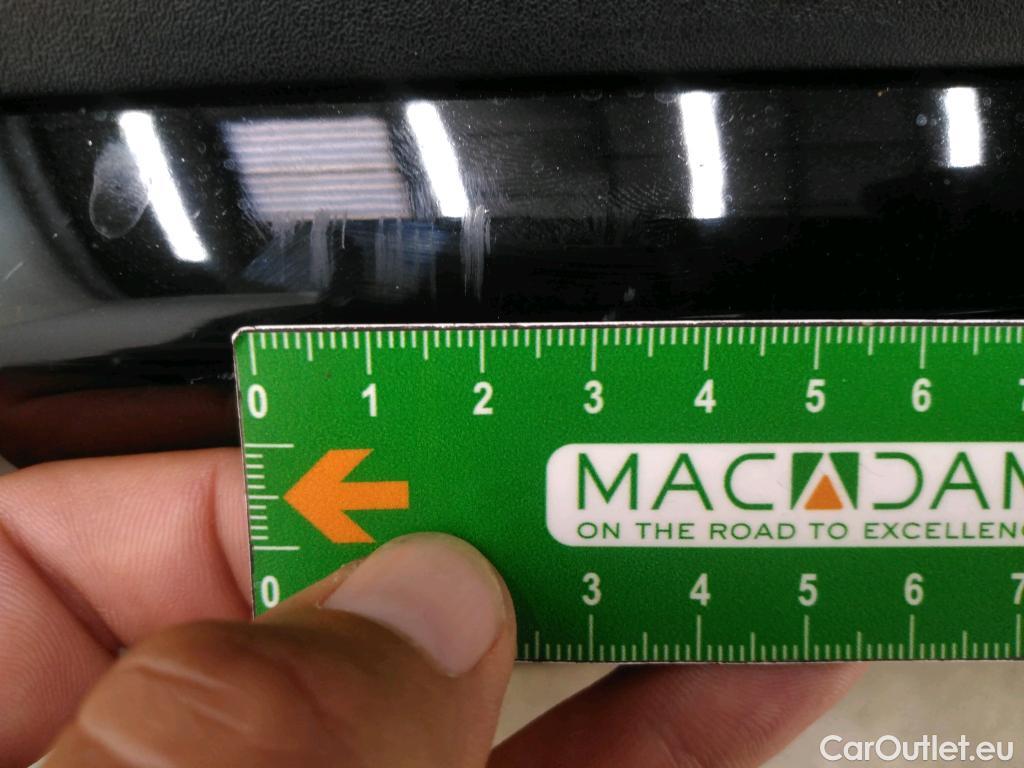 0 1 2 3 4 5 6
MACADAM
ON THE ROAD TO
0 3 4 5 6 7
CarOutlet.eu